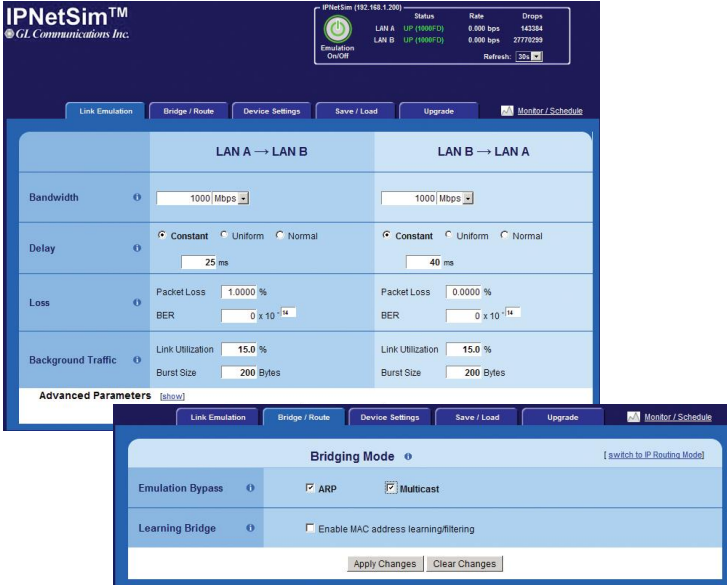 IPNetSim™
GL Communications Inc.
IPNetSim (192.168.1.200)
Status Rate Drops
LAN A UP (1000FD) 0.000 bps 143384
LAN B UP (1000FD) 0.000 bps 27770299
Emulation On/Off
Refresh: 30s
Link Emulation Bridge / Route Device Settings Save / Load Upgrade Monitor / Schedule
LAN A → LAN B LAN B → LAN A
Bandwidth 1000 Mbps 1000 Mbps
Delay Constant Uniform Normal Constant Uniform Normal
25 ms 40 ms
Loss Packet Loss 1.0000 % Packet Loss 0.0000 %
BER 0 x 10 -14 BER 0 x 10 -14
Background Traffic Link Utilization 15.0 % Link Utilization 15.0 %
Burst Size 200 Bytes Burst Size 200 Bytes
Advanced Parameters [show]
Link Emulation Bridge / Route Device Settings Save / Load Upgrade Monitor / Schedule
Bridging Mode [ switch to IP Routing Mode]
Emulation Bypass ARP Multicast
Learning Bridge Enable MAC address learning/filtering
Apply Changes Clear Changes